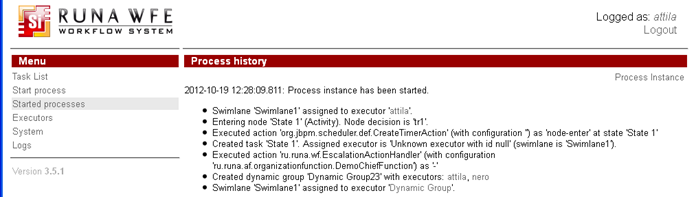 RUNA WFE
WORKFLOW SYSTEM
Logged as: attila
Logout
Menu
Task List
Start process
Started processes
Executors
System
Logs
Version 3.5.1
Process history
Process Instance
2012-10-19 12:28:09.811: Process instance has been started.
Swimlane 'Swimlane1' assigned to executor 'attila'.
Entering node 'State 1' (Activity). Node decision is 'tr1'.
Executed action 'org.jbpm.scheduler.def.CreateTimerAction' (with configuration '') as 'node-enter' at state 'State 1'
Created task 'State 1'. Assigned executor is 'Unknown executor with id null' (swimlane is 'Swimlane1').
Executed action 'ru.runa.wf.EscalationActionHandler' (with configuration
'ru.runa.af.organizationfunction.DemoChiefFunction') as '-'
Created dynamic group 'Dynamic Group23' with executors: attila, nero
Swimlane 'Swimlane1' assigned to executor 'Dynamic Group'.